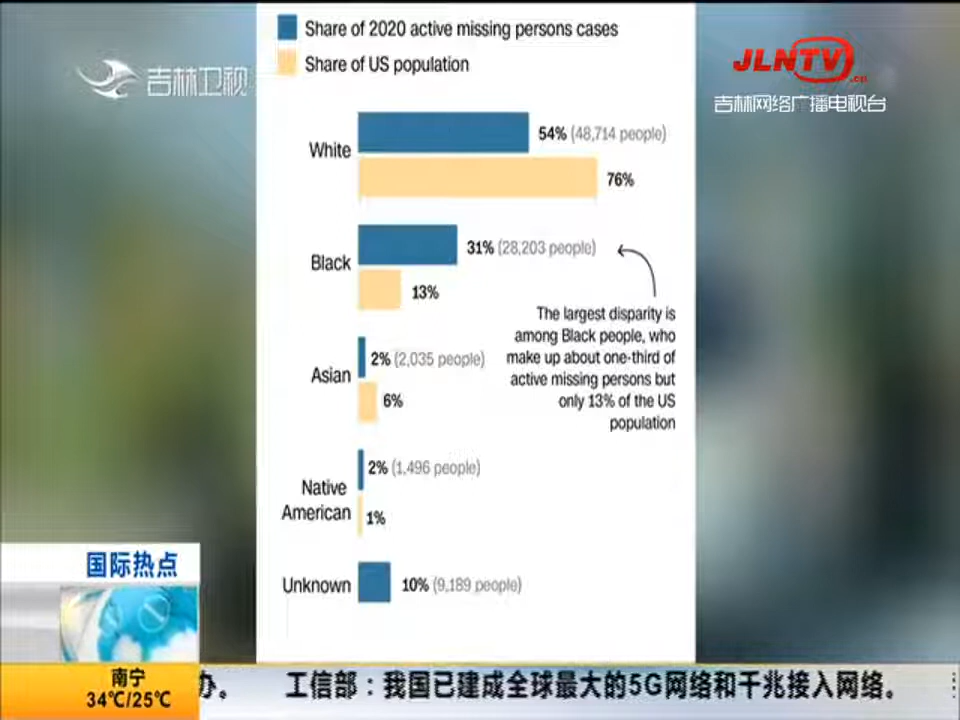 Share of 2020 active missing persons cases
Share of US population
吉林卫视
JLNTV.cn
吉林网络广播电视台
White
54% (48,714 people)
76%
Black
31% (28,203 people)
13%
The largest disparity is
among Black people, who
make up about one-third of
active missing persons but
only 13% of the US
population
Asian
2% (2,035 people)
6%
Native
American
2% (1,496 people)
1%
Unknown
10% (9,189 people)
国际热点
南宁
34℃/25℃
办。 工信部：我国已建成全球最大的5G网络和千兆接入网络。